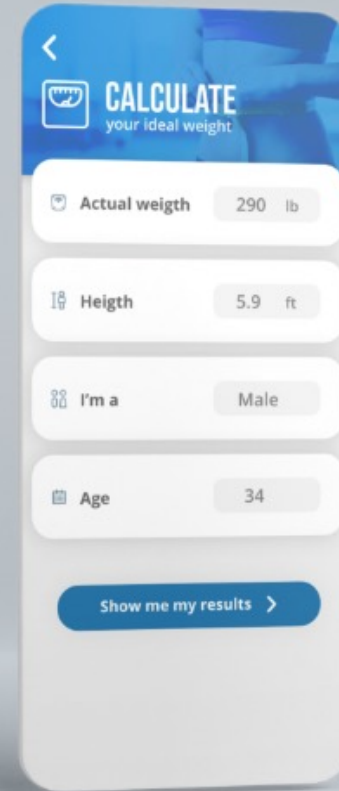 CALCULATE
your ideal weight
Actual weigth 290 lb
Heigth 5.9 ft
I'm a Male
Age 34
Show me my results